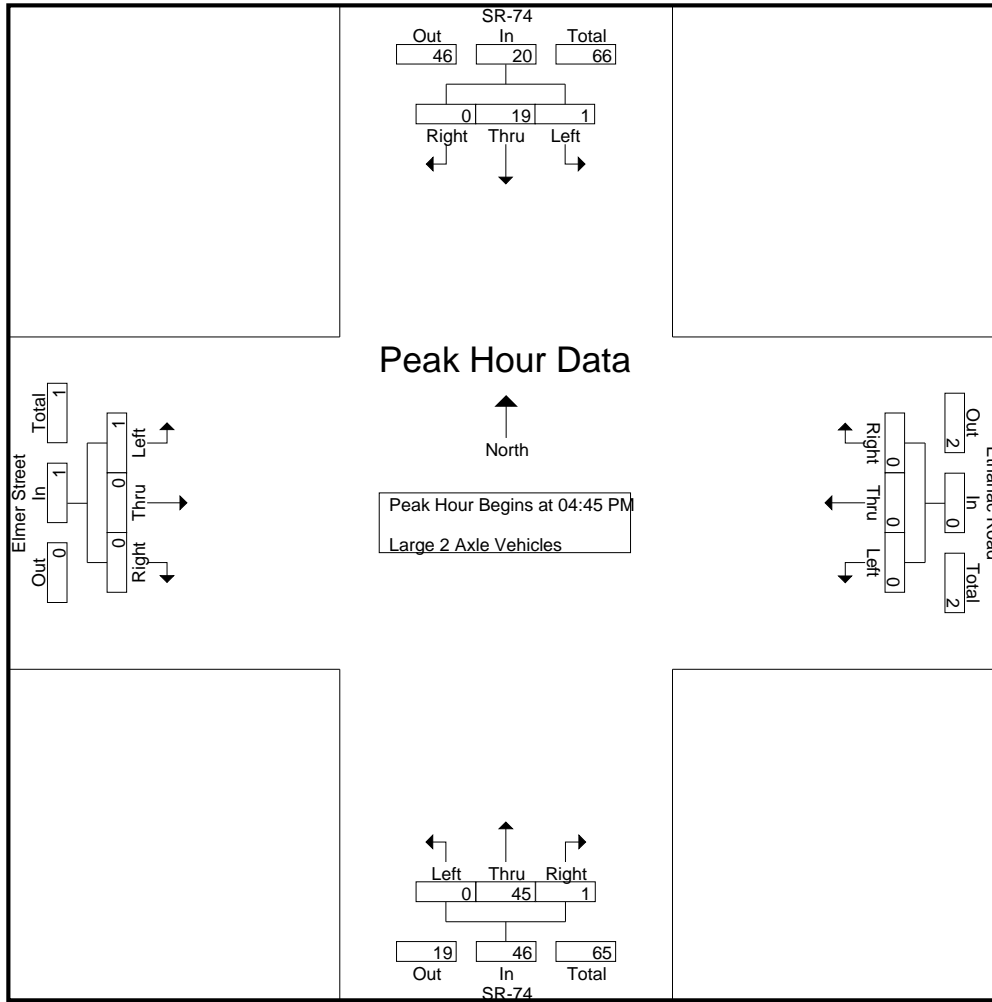 SR-74
Out In Total
46 20 66
0 19 1
Right Thru Left
Peak Hour Data
North
Peak Hour Begins at 04:45 PM
Large 2 Axle Vehicles
Elmer Street
Out In Total
0 1 1
Left Thru Right
1 0 0
Road
Out In Total
2 0 2
Right Thru Left
0 0 0
Left Thru Right
0 45 1
19 46 65
Out In Total
SR-74